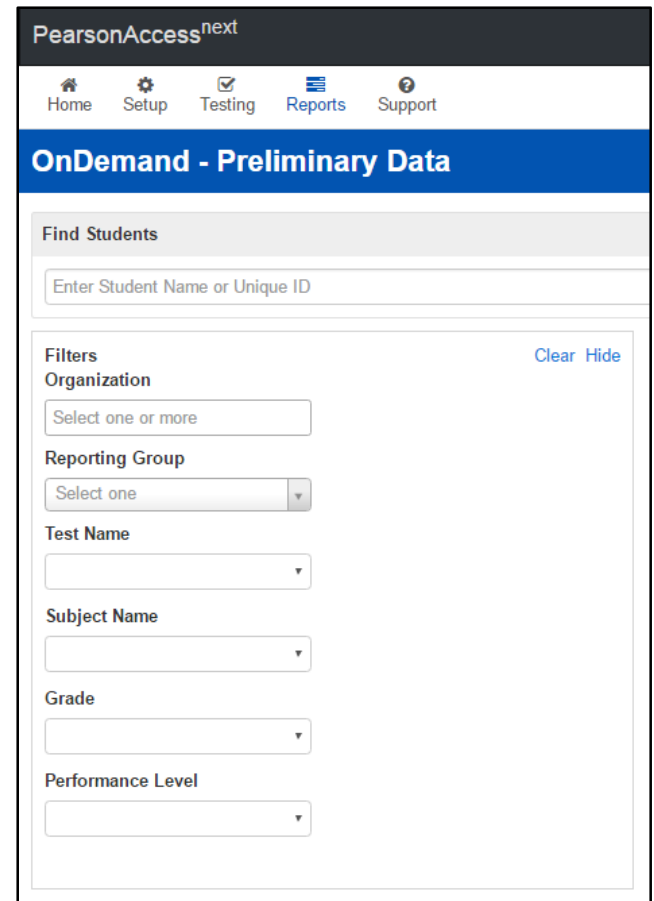 PearsonAccessnext
Home Setup Testing Reports Support
OnDemand - Preliminary Data
Find Students
Enter Student Name or Unique ID
Filters Clear Hide
Organization
Select one or more
Reporting Group
Select one
Test Name
Subject Name
Grade
Performance Level